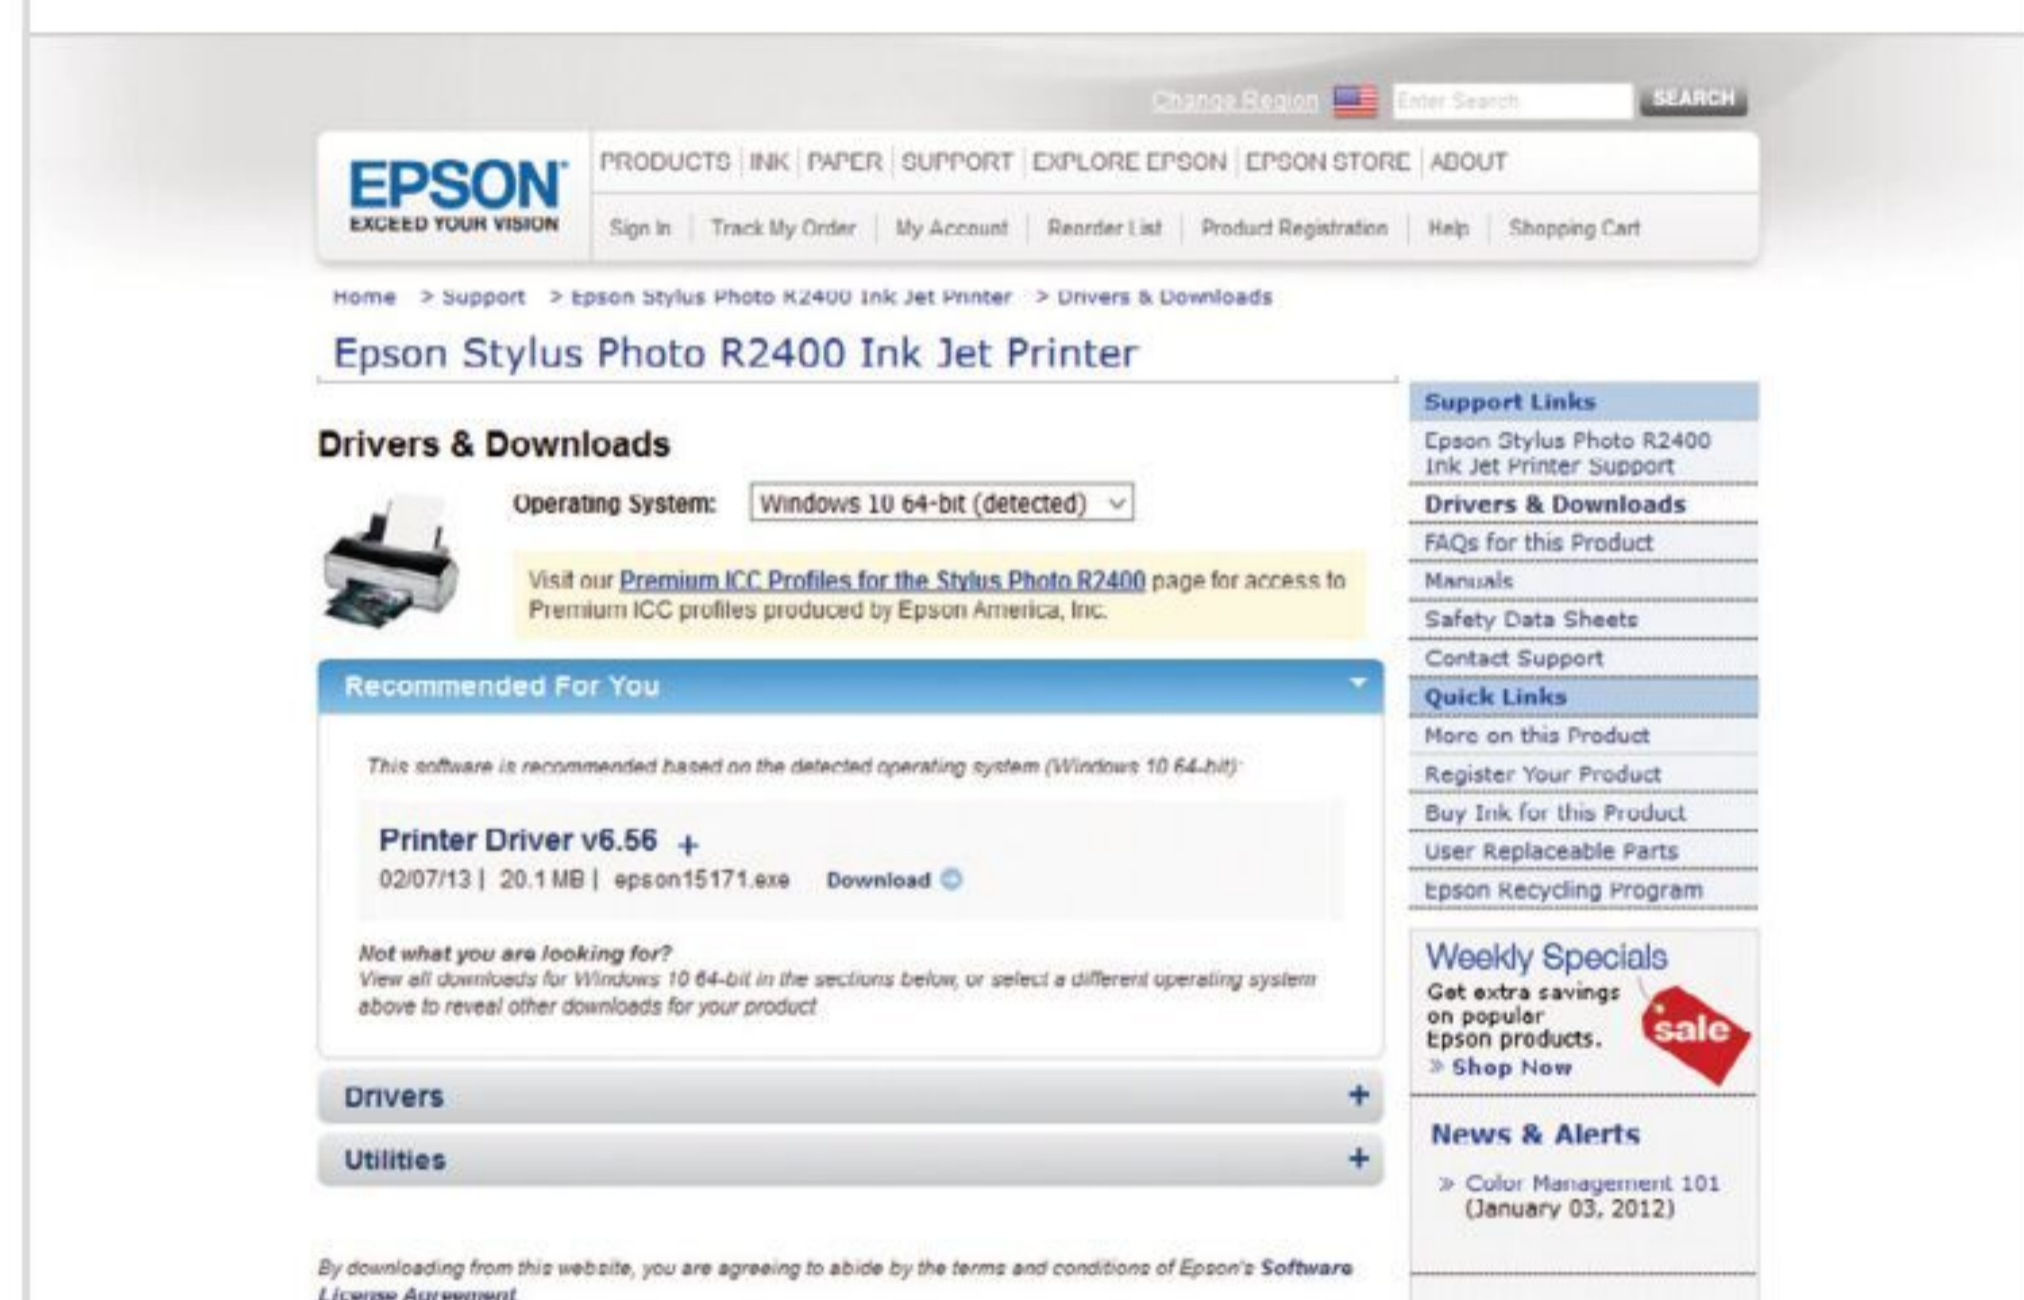 Change Region
Enter Search
SEARCH
EPSON
EXCEED YOUR VISION
PRODUCTS | INK | PAPER | SUPPORT | EXPLORE EPSON | EPSON STORE | ABOUT
Sign In | Track My Order | My Account | Reorder List | Product Registration | Help | Shopping Cart
Home > Support > Epson Stylus Photo R2400 Ink Jet Printer > Drivers & Downloads
Epson Stylus Photo R2400 Ink Jet Printer
Drivers & Downloads
Operating System: Windows 10 64-bit (detected)
Visit our Premium ICC Profiles for the Stylus Photo R2400 page for access to
Premium ICC profiles produced by Epson America, Inc.
Recommended For You
This software is recommended based on the detected operating system (Windows 10 64-bit):
Printer Driver v6.56 +
02/07/13 | 20.1 MB | epson15171.exe Download
Not what you are looking for?
View all downloads for Windows 10 64-bit in the sections below, or select a different operating system
above to reveal other downloads for your product
Drivers +
Utilities +
By downloading from this website, you are agreeing to abide by the terms and conditions of Epson's Software
License Agreement
Support Links
Epson Stylus Photo R2400
Ink Jet Printer Support
Drivers & Downloads
FAQs for this Product
Manuals
Safety Data Sheets
Contact Support
Quick Links
More on this Product
Register Your Product
Buy Ink for this Product
User Replaceable Parts
Epson Recycling Program
Weekly Specials
Get extra savings
on popular
Epson products.
» Shop Now
sale
News & Alerts
» Color Management 101
(January 03, 2012)